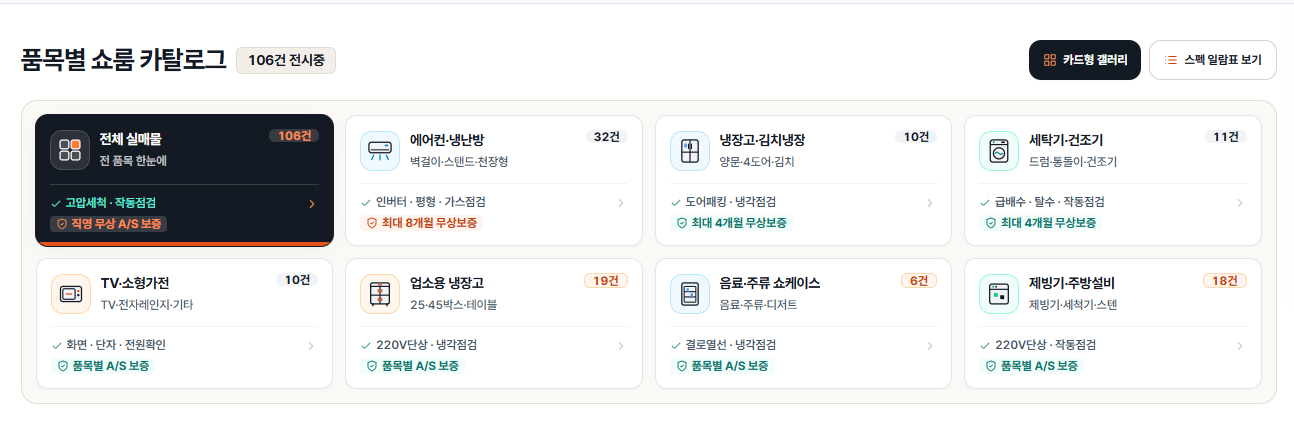 품목별 쇼룸 카탈로그 106건 전시중
카드형 갤러리
스펙 일람표 보기
전체 실매물 106건
전 품목 한눈에
고압세척 · 작동점검
직영 무상 A/S 보증
에어컨·냉난방 32건
벽걸이·스탠드·천장형
인버터 · 평형 · 가스점검
최대 8개월 무상보증
냉장고·김치냉장 10건
양문·4도어·김치
도어패킹 · 냉각점검
최대 4개월 무상보증
세탁기·건조기 11건
드럼·통돌이·건조기
급배수 · 탈수 · 작동점검
최대 4개월 무상보증
TV·소형가전 10건
TV·전자레인지·기타
화면 · 단자 · 전원확인
품목별 A/S 보증
업소용 냉장고 19건
25·45박스·테이블
220V단상 · 냉각점검
품목별 A/S 보증
음료·주류 쇼케이스 6건
음료·주류·디저트
결로열선 · 냉각점검
품목별 A/S 보증
제빙기·주방설비 18건
제빙기·세척기·스텐
220V단상 · 작동점검
품목별 A/S 보증